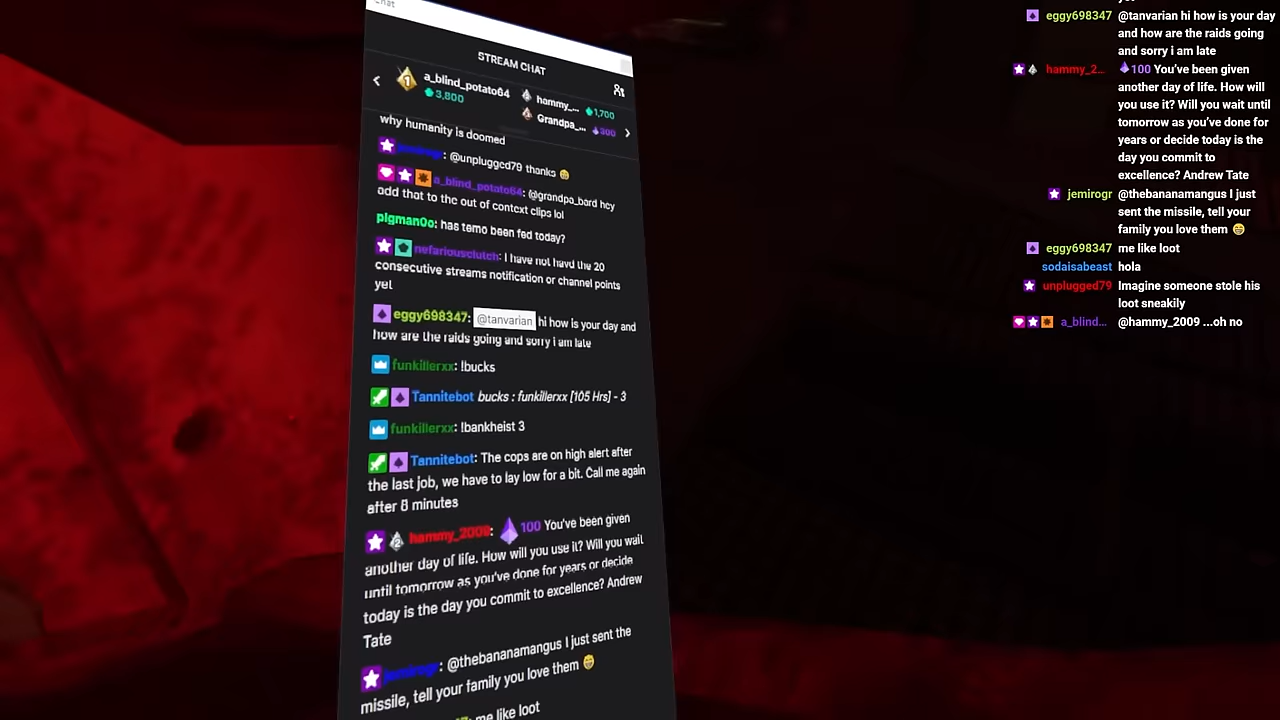 Chat
STREAM CHAT
a_blind_potato64
3,800
hammy_...
1,700
Grandpa_...
300
why humanity is doomed
jemirogr: @unplugged79 thanks 😁
a_blind_potato64: @grandpa_bard hey
add that to the out of context clips lol
pigman0o: has temo been fed today?
nefariousclutch: I have not havd the 20
consecutive streams notification or channel points
yet
eggy698347: @tanvarian hi how is your day and
how are the raids going and sorry i am late
funkillerxx: !bucks
Tannitebot bucks : funkillerxx [105 Hrs] - 3
funkillerxx: !bankheist 3
Tannitebot: The cops are on high alert after
the last job, we have to lay low for a bit. Call me again
after 8 minutes
hammy_2009: 100 You've been given
another day of life. How will you use it? Will you wait
until tomorrow as you've done for years or decide
today is the day you commit to excellence? Andrew
Tate
jemirogr: @thebananamangus I just sent the
missile, tell your family you love them 😁
me like loot
eggy698347 @tanvarian hi how is your day
and how are the raids going
and sorry i am late
hammy_2... 100 You've been given
another day of life. How will
you use it? Will you wait until
tomorrow as you've done for
years or decide today is the
day you commit to
excellence? Andrew Tate
jemirogr @thebananamangus I just
sent the missile, tell your
family you love them 😁
eggy698347 me like loot
sodaisabeast hola
unplugged79 Imagine someone stole his
loot sneakily
a_blind... @hammy_2009 ...oh no